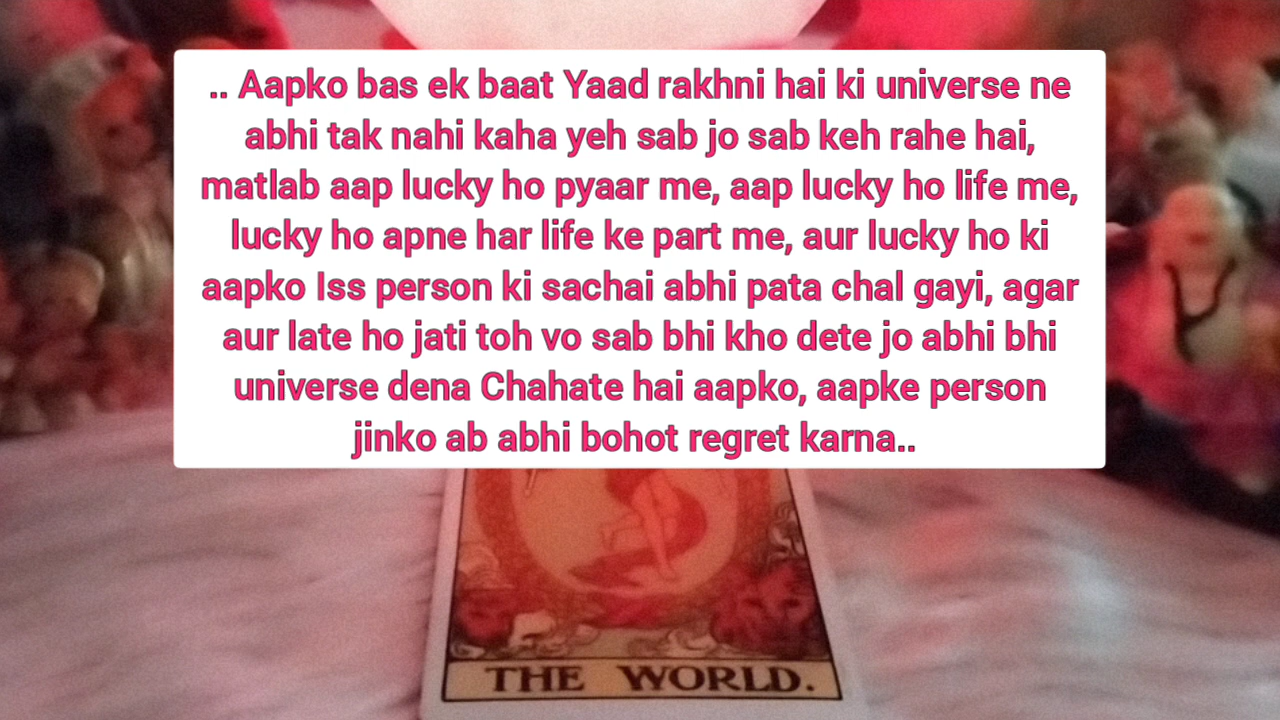 .. Aapko bas ek baat Yaad rakhni hai ki universe ne
abhi tak nahi kaha yeh sab jo sab keh rahe hai,
matlab aap lucky ho pyaar me, aap lucky ho life me,
lucky ho apne har life ke part me, aur lucky ho ki
aapko Iss person ki sachai abhi pata chal gayi, agar
aur late ho jati toh vo sab bhi kho dete jo abhi bhi
universe dena Chahate hai aapko, aapke person
jinko ab abhi bohot regret karna..
THE WORLD.